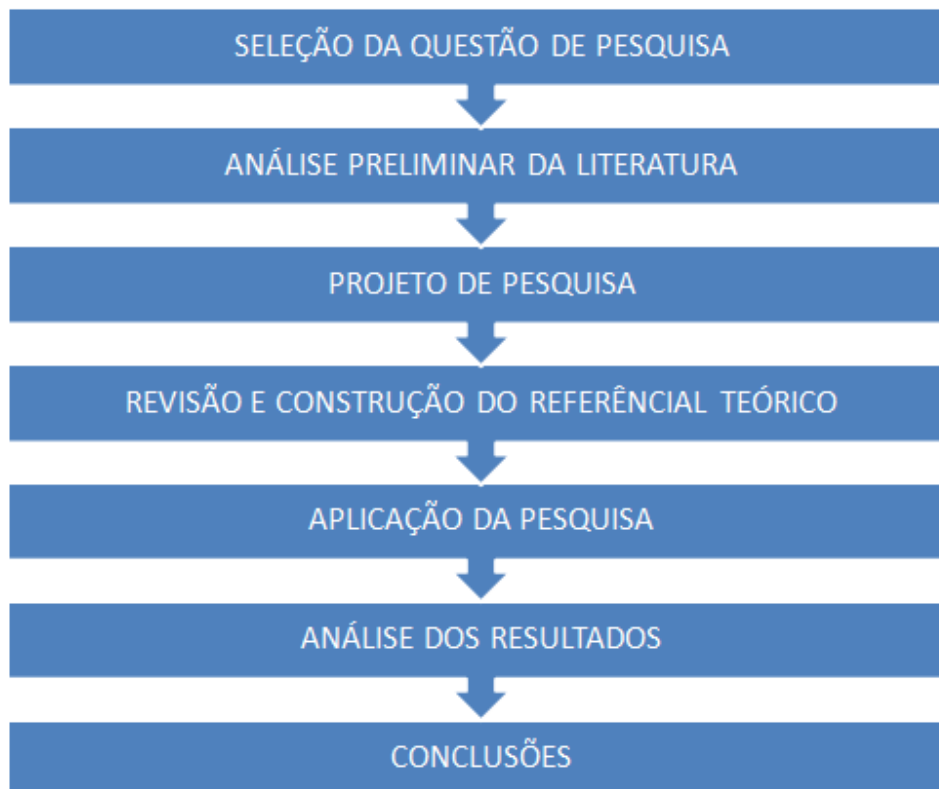 SELEÇÃO DA QUESTÃO DE PESQUISA
ANÁLISE PRELIMINAR DA LITERATURA
PROJETO DE PESQUISA
REVISÃO E CONSTRUÇÃO DO REFERÊNCIAL TEÓRICO
APLICAÇÃO DA PESQUISA
ANÁLISE DOS RESULTADOS
CONCLUSÕES